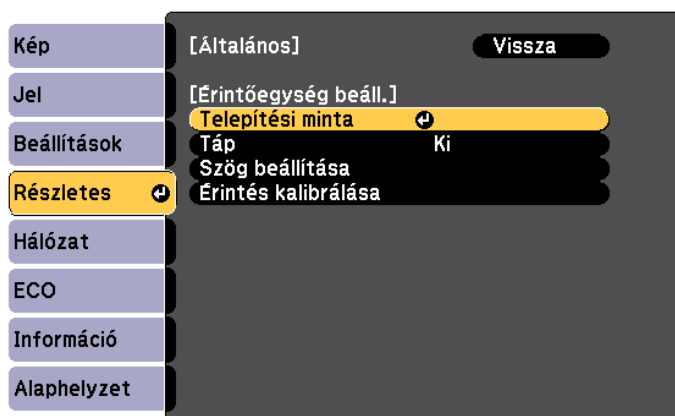 Kép
Jel
Beállítások
Részletes
Hálózat
ECO
Információ
Alaphelyzet
[Általános] Vissza
[Érintőegység beáll.]
Telepítési minta
Táp Ki
Szög beállítása
Érintés kalibrálása